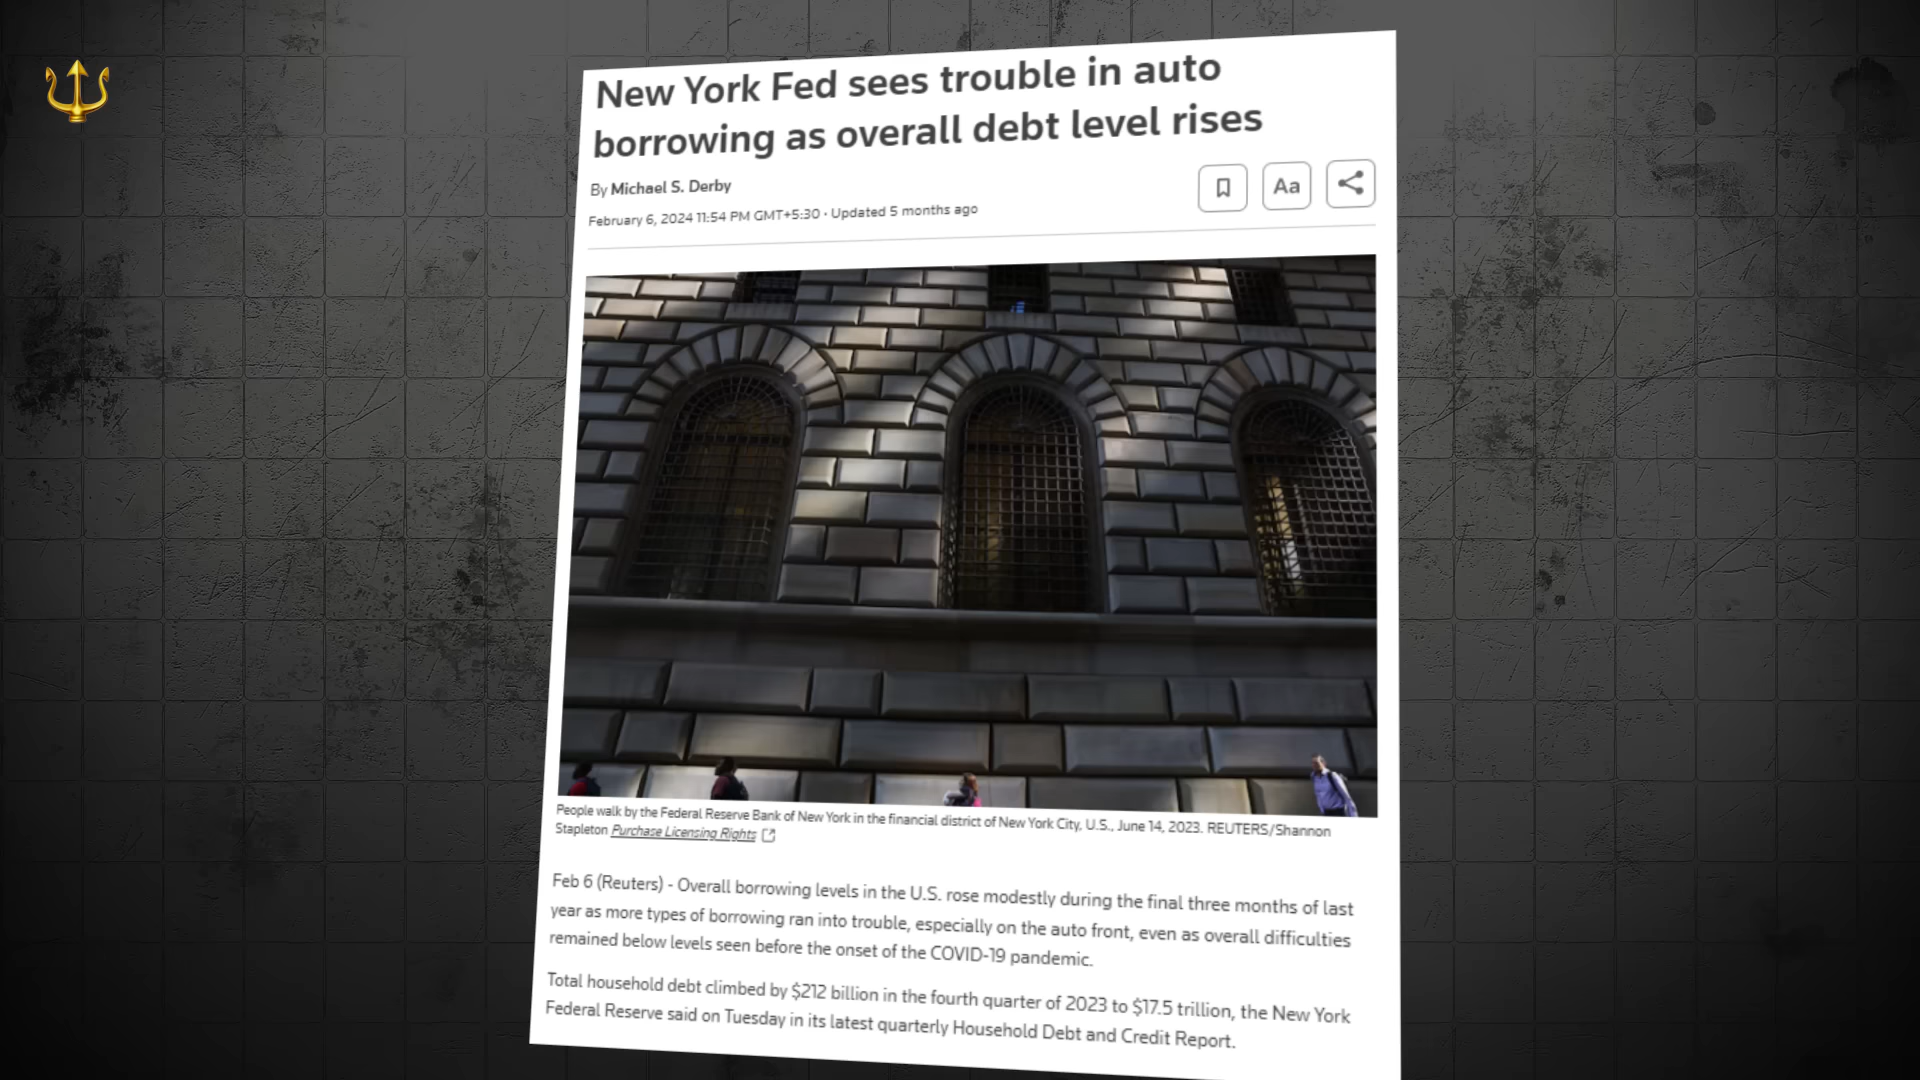 New York Fed sees trouble in auto
borrowing as overall debt level rises
By Michael S. Derby
Aa
February 6, 2024 11:54 PM GMT+5:30 · Updated 5 months ago
People walk by the Federal Reserve Bank of New York in the financial district of New York City, U.S., June 14, 2023. REUTERS/Shannon
Stapleton Purchase Licensing Rights
Feb 6 (Reuters) - Overall borrowing levels in the U.S. rose modestly during the final three months of last
year as more types of borrowing ran into trouble, especially on the auto front, even as overall difficulties
remained below levels seen before the onset of the COVID-19 pandemic.
Total household debt climbed by $212 billion in the fourth quarter of 2023 to $17.5 trillion, the New York
Federal Reserve said on Tuesday in its latest quarterly Household Debt and Credit Report.